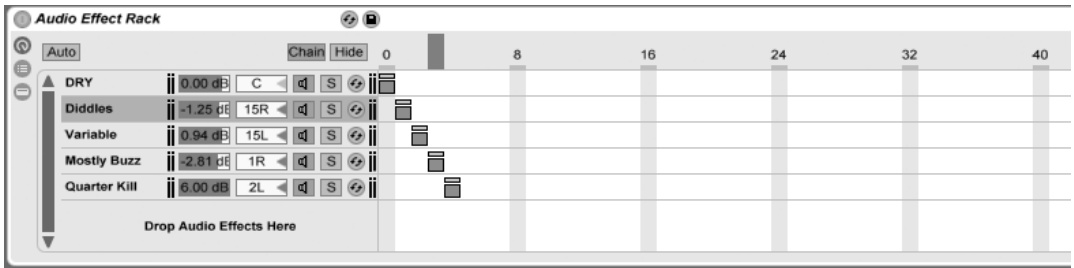 Audio Effect Rack
Auto Chain Hide 0 8 16 24 32 40
DRY 0.00 dB C S
Diddles -1.25 dB 15R S
Variable 0.94 dB 15L S
Mostly Buzz -2.81 dB 1R S
Quarter Kill 6.00 dB 2L S
Drop Audio Effects Here